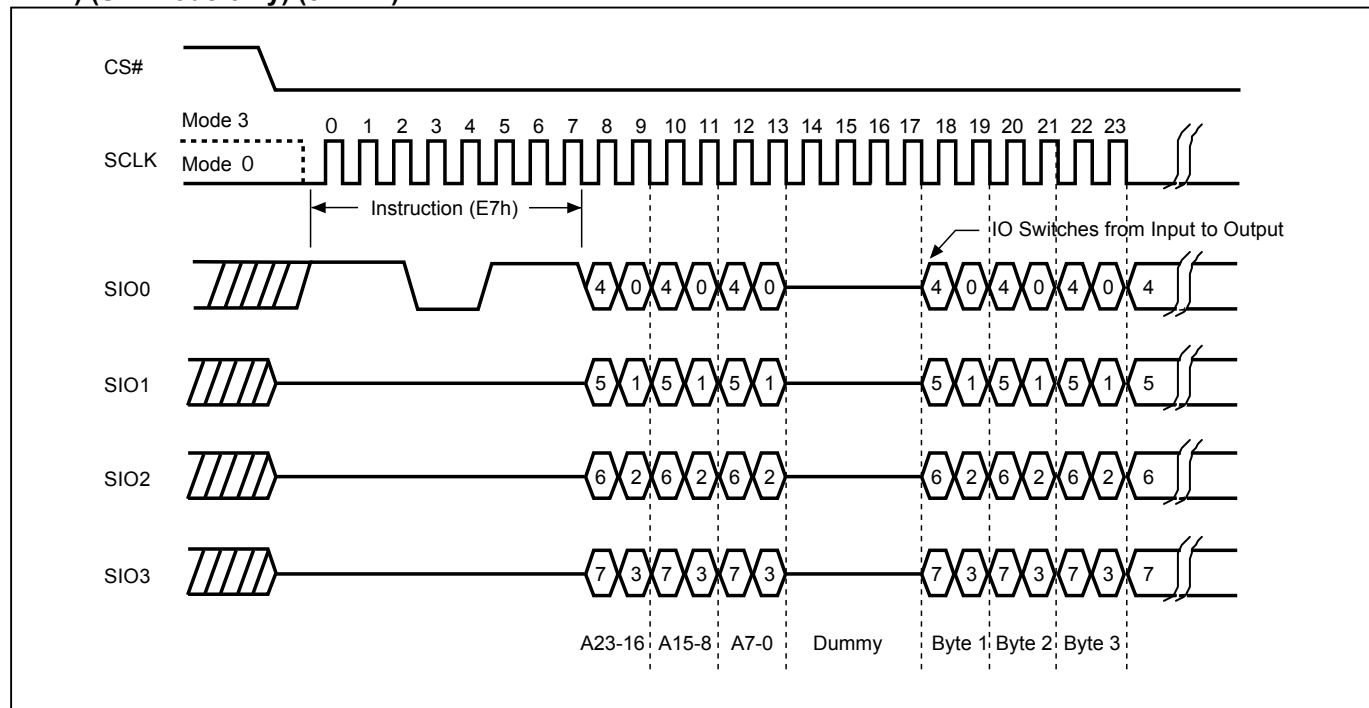 CS#
Mode 3
0 1 2 3 4 5 6 7 8 9 10 11 12 13 14 15 16 17 18 19 20 21 22 23
SCLK
Mode 0
Instruction (E7h)
IO Switches from Input to Output
SIO0
4 0 4 0 4 0 4 0 4 0 4 0 4
SIO1
5 1 5 1 5 1 5 1 5 1 5 1 5
SIO2
6 2 6 2 6 2 6 2 6 2 6 2 6
SIO3
7 3 7 3 7 3 7 3 7 3 7 3 7
A23-16 A15-8 A7-0 Dummy Byte 1 Byte 2 Byte 3